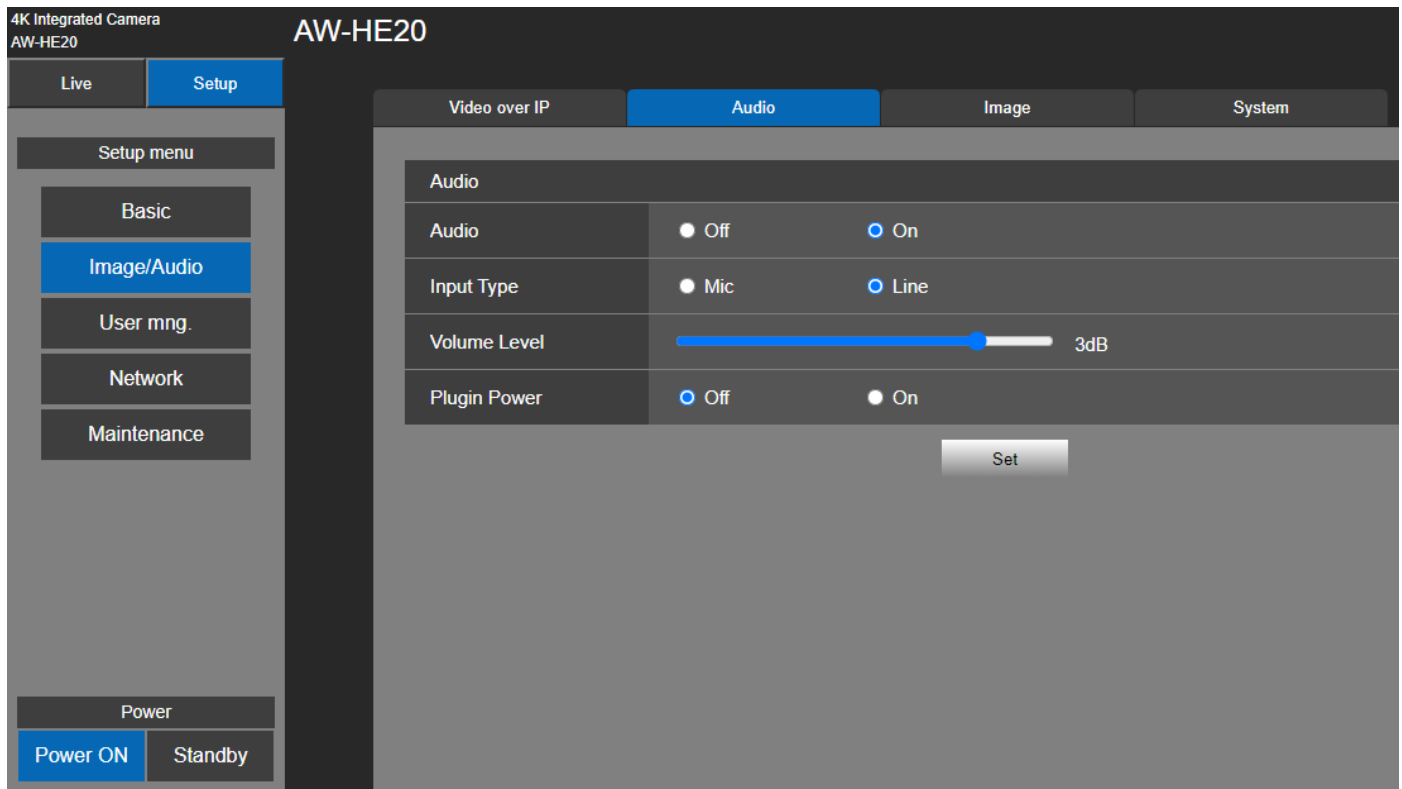 4K Integrated Camera
AW-HE20
AW-HE20
Live Setup
Video over IP Audio Image System
Setup menu
Basic
Image/Audio
User mng.
Network
Maintenance
Audio
Audio Off On
Input Type Mic Line
Volume Level 3dB
Plugin Power Off On
Set
Power
Power ON Standby